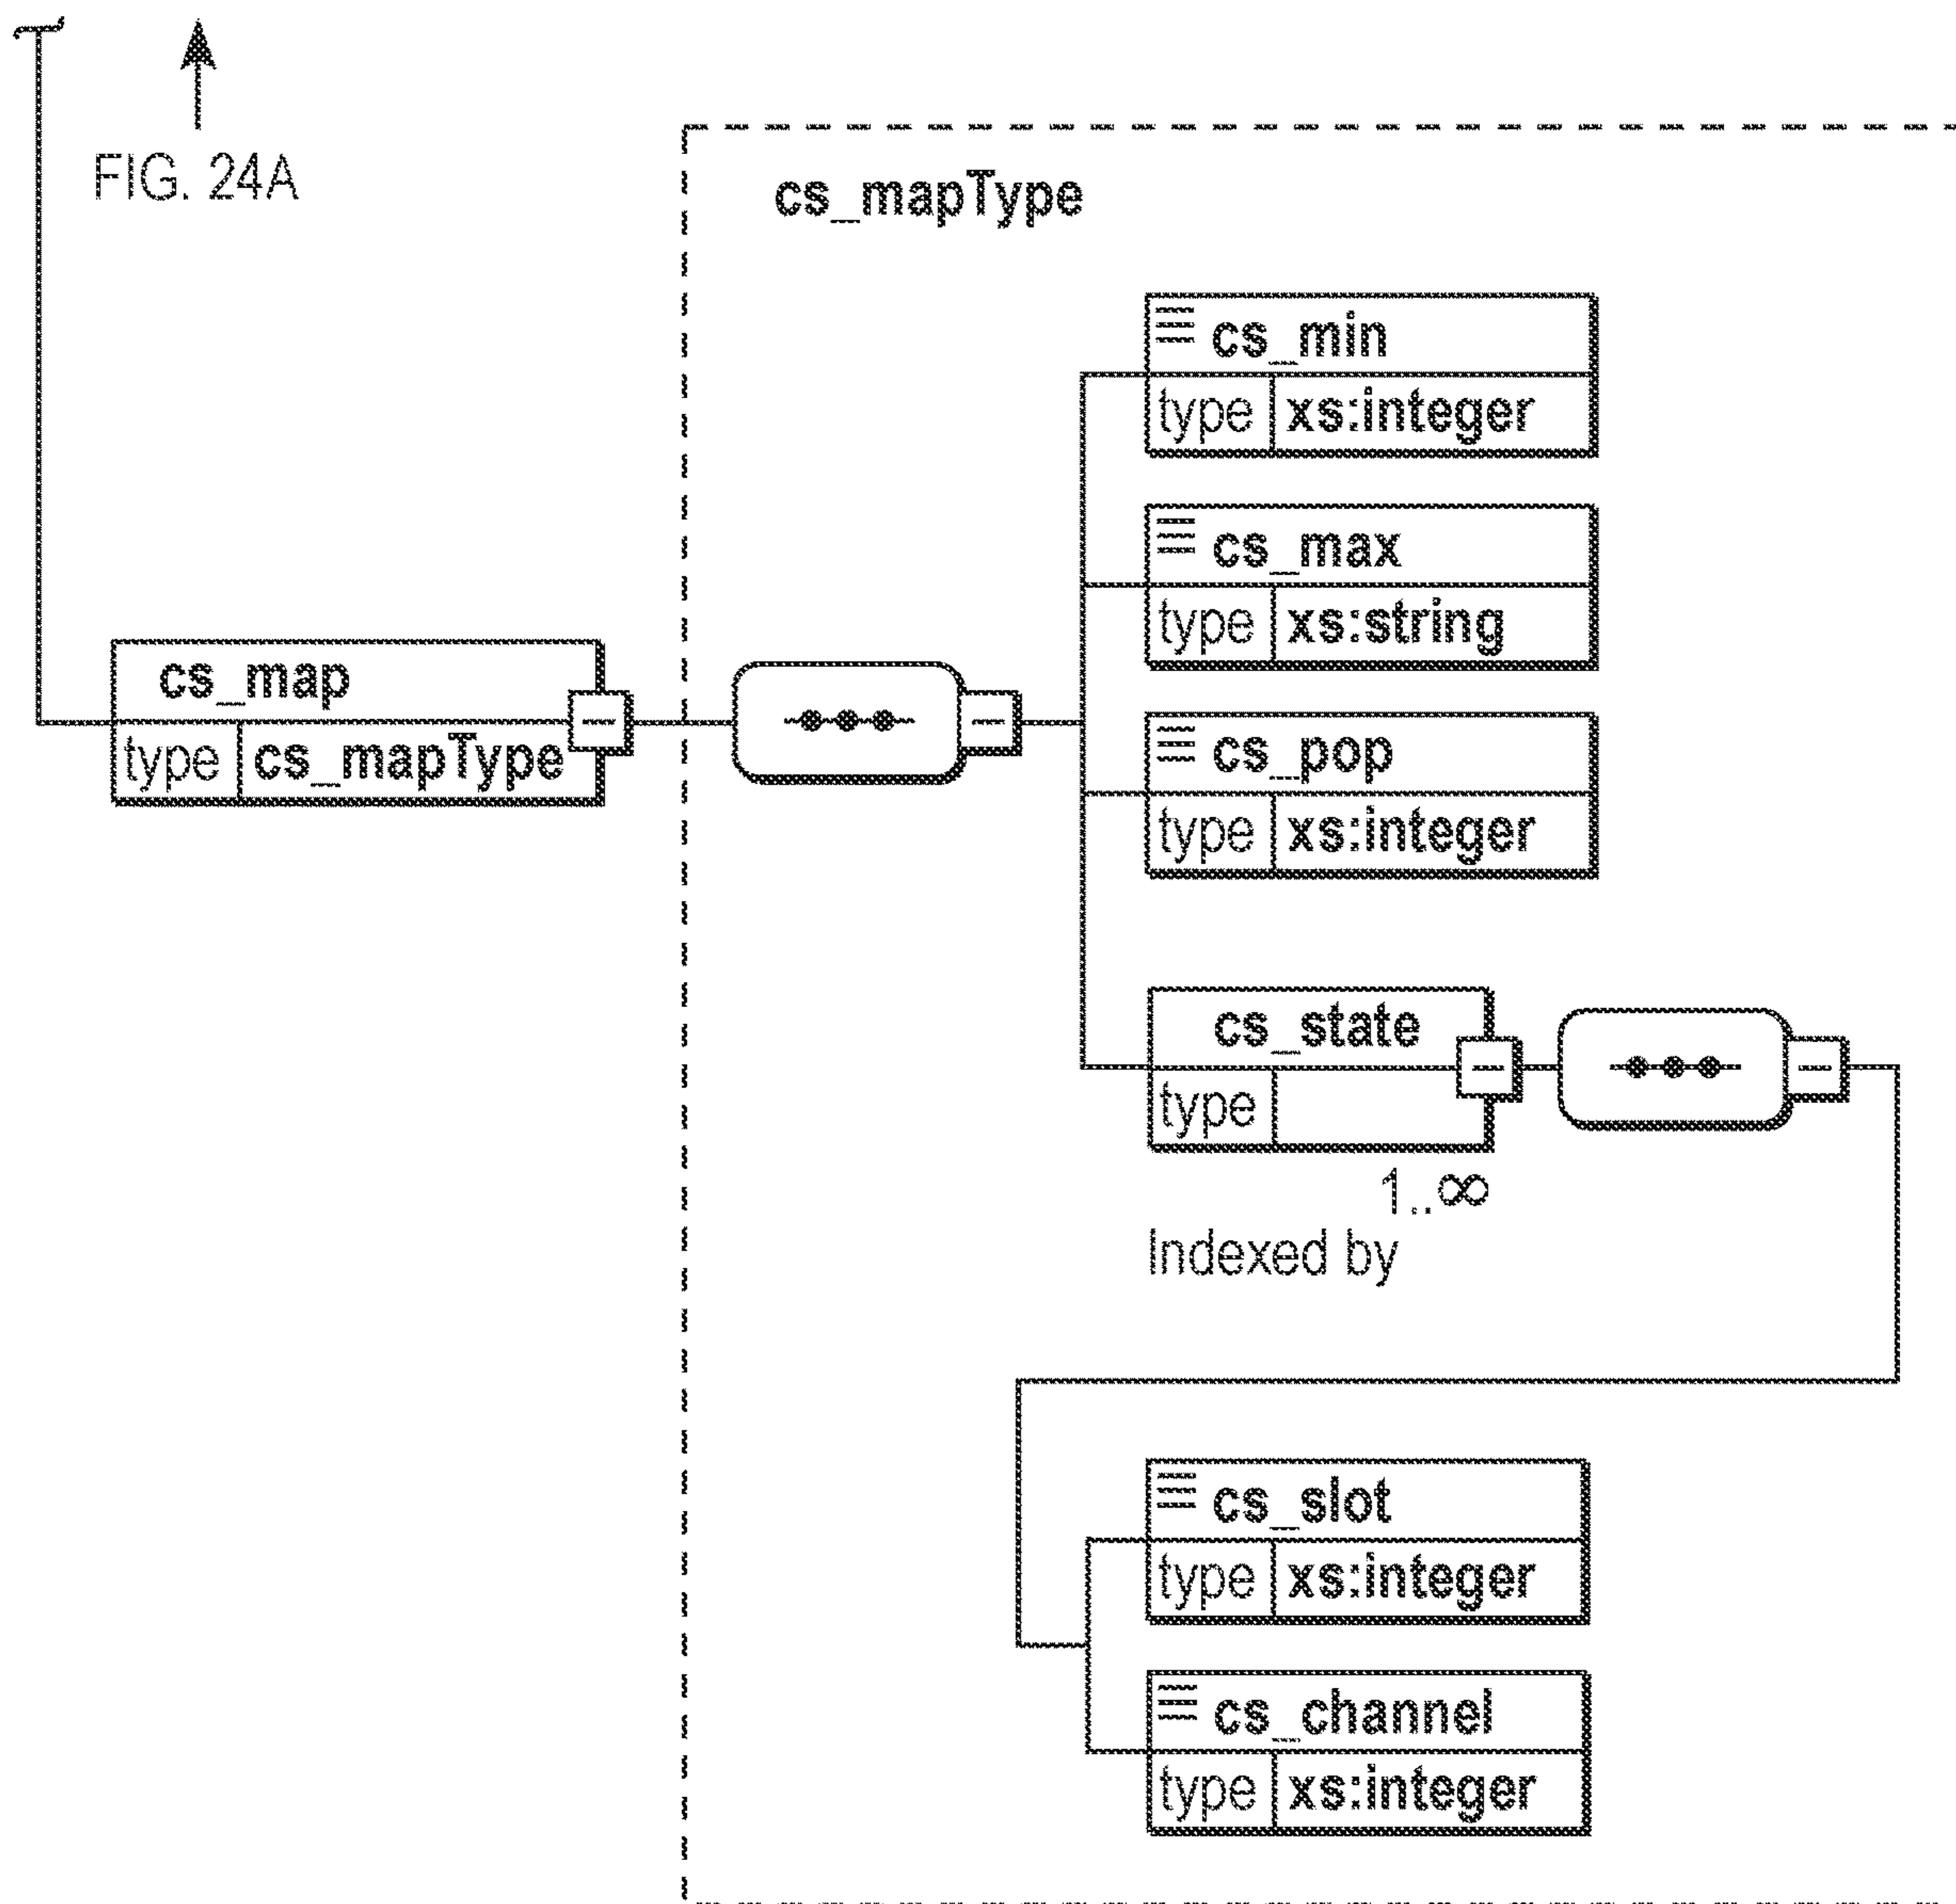 FIG. 24A
cs_mapType
cs_min
type xs:integer
cs_max
type xs:string
cs_map
type cs_mapType
cs_pop
type xs:integer
cs_state
type
1..∞
Indexed by
cs_slot
type xs:integer
cs_channel
type xs:integer